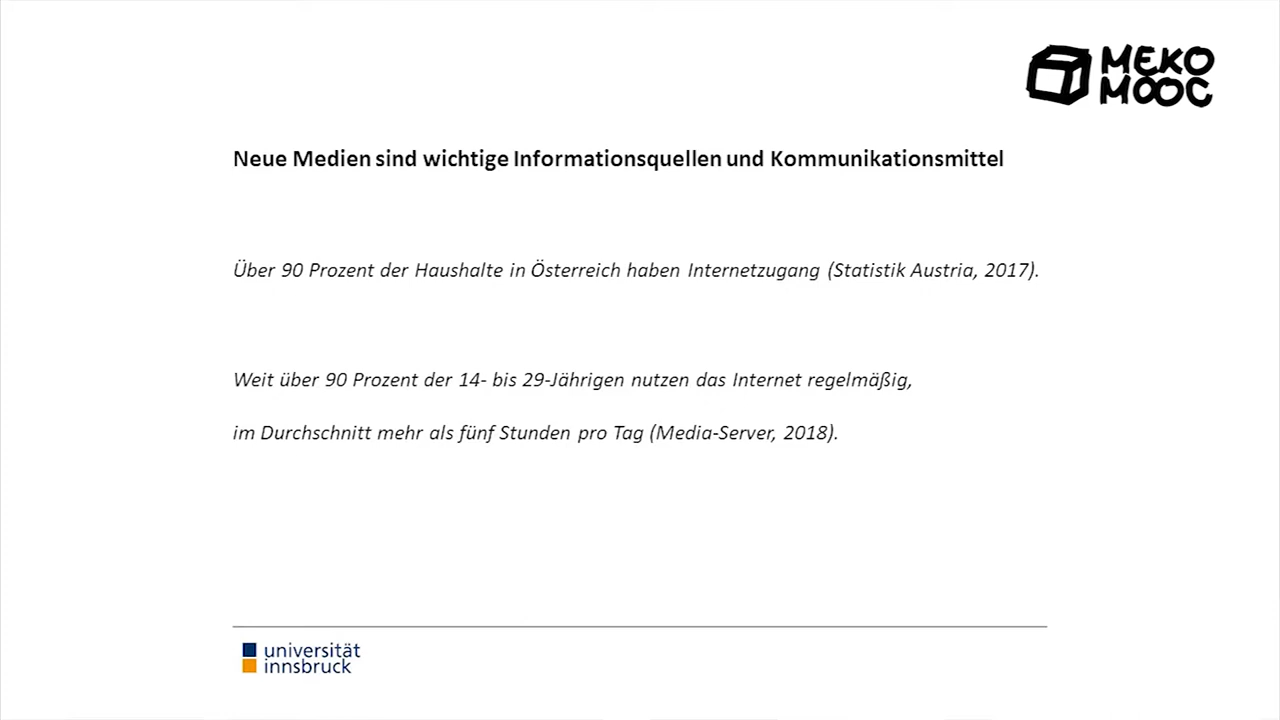 MEKO
MOOC
Neue Medien sind wichtige Informationsquellen und Kommunikationsmittel
Über 90 Prozent der Haushalte in Österreich haben Internetzugang (Statistik Austria, 2017).
Weit über 90 Prozent der 14- bis 29-Jährigen nutzen das Internet regelmäßig,
im Durchschnitt mehr als fünf Stunden pro Tag (Media-Server, 2018).
universität
innsbruck